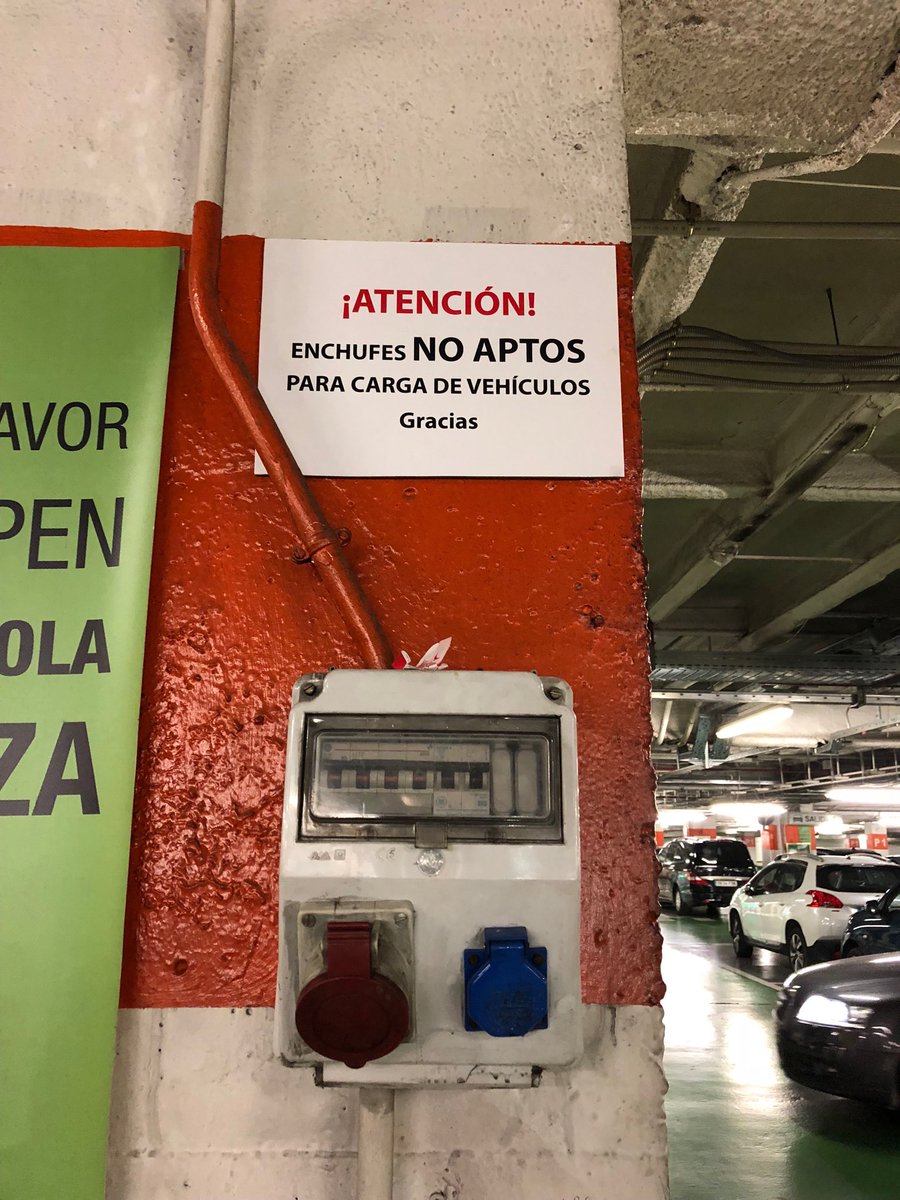 ¡ATENCIÓN!
ENCHUFES NO APTOS
PARA CARGA DE VEHÍCULOS
Gracias
AVOR
PEN
OLA
ZA